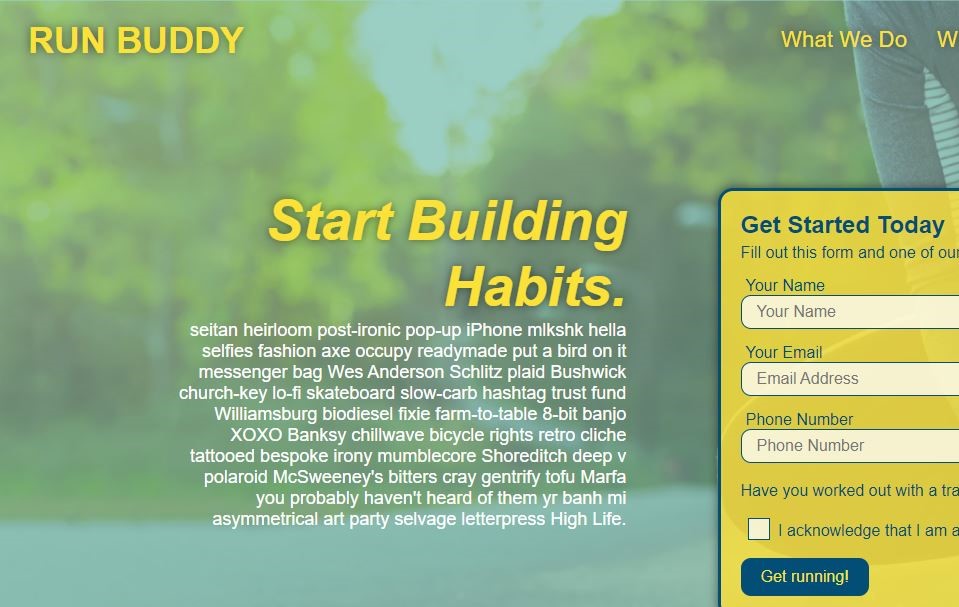 RUN BUDDY
What We Do
Start Building
Habits.
seitan heirloom post-ironic pop-up iPhone mlkshk hella
selfies fashion axe occupy readymade put a bird on it
messenger bag Wes Anderson Schlitz plaid Bushwick
church-key lo-fi skateboard slow-carb hashtag trust fund
Williamsburg biodiesel fixie farm-to-table 8-bit banjo
XOXO Banksy chillwave bicycle rights retro cliche
tattooed bespoke irony mumblecore Shoreditch deep v
polaroid McSweeney's bitters cray gentrify tofu Marfa
you probably haven't heard of them yr banh mi
asymmetrical art party selvage letterpress High Life.
Get Started Today
Fill out this form and one of our
Your Name
Your Name
Your Email
Email Address
Phone Number
Phone Number
Have you worked out with a tra
I acknowledge that I am a
Get running!